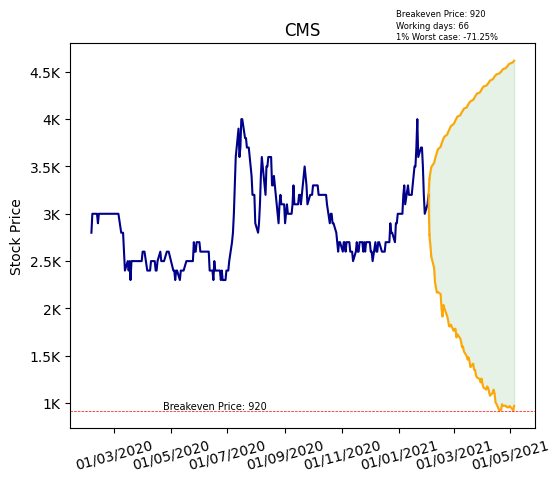 Breakeven Price: 920
Working days: 66
1% Worst case: -71.25%
CMS
Stock Price
4.5K
4K
3.5K
3K
2.5K
2K
1.5K
1K
Breakeven Price: 920
01/03/2020
01/05/2020
01/07/2020
01/09/2020
01/11/2020
01/01/2021
01/03/2021
01/05/2021